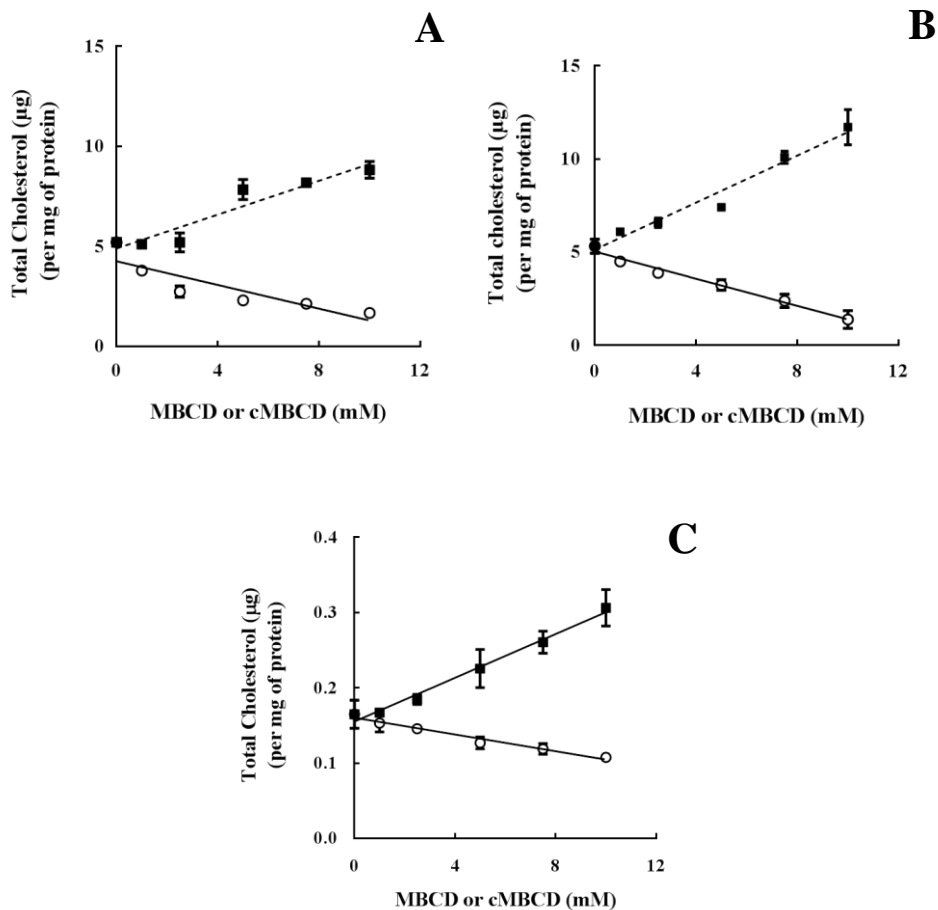 A
15
10
5
0
Total Cholesterol (µg)
(per mg of protein)
0 4 8 12
MBCD or cMBCD (mM)
B
15
10
5
0
Total cholesterol (µg)
(per mg of protein)
0 4 8 12
MBCD or cMBCD (mM)
C
0.4
0.3
0.2
0.1
0.0
Total Cholesterol (µg)
(per mg of protein)
0 4 8 12
MBCD or cMBCD (mM)